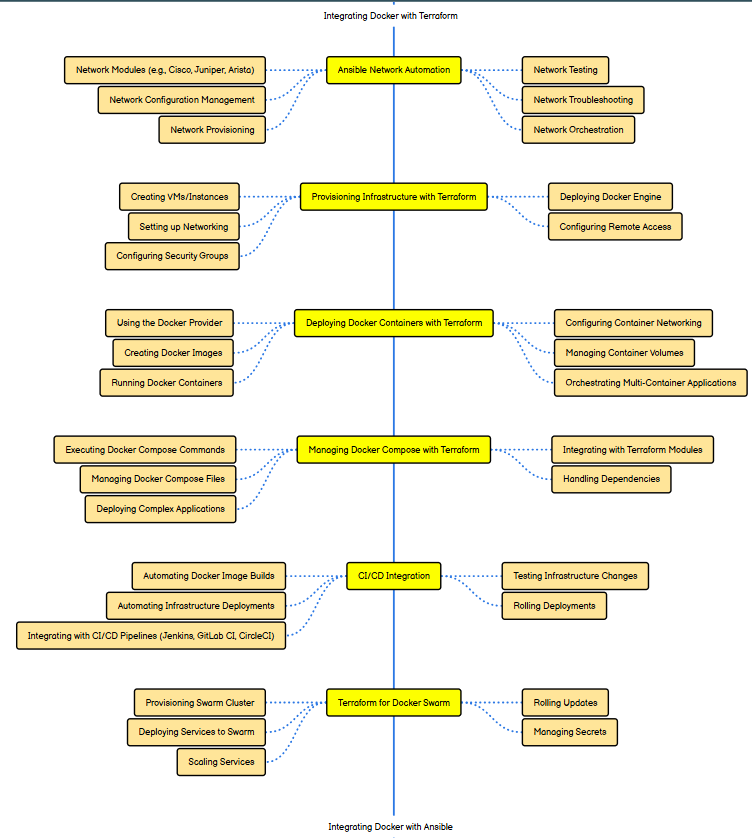 Integrating Docker with Terraform
Network Modules (e.g., Cisco, Juniper, Arista)
Network Configuration Management
Network Provisioning
Ansible Network Automation
Network Testing
Network Troubleshooting
Network Orchestration
Creating VMs/Instances
Setting up Networking
Configuring Security Groups
Provisioning Infrastructure with Terraform
Deploying Docker Engine
Configuring Remote Access
Using the Docker Provider
Creating Docker Images
Running Docker Containers
Deploying Docker Containers with Terraform
Configuring Container Networking
Managing Container Volumes
Orchestrating Multi-Container Applications
Executing Docker Compose Commands
Managing Docker Compose Files
Deploying Complex Applications
Managing Docker Compose with Terraform
Integrating with Terraform Modules
Handling Dependencies
Automating Docker Image Builds
Automating Infrastructure Deployments
Integrating with CI/CD Pipelines (Jenkins, GitLab CI, CircleCI)
CI/CD Integration
Testing Infrastructure Changes
Rolling Deployments
Provisioning Swarm Cluster
Deploying Services to Swarm
Scaling Services
Terraform for Docker Swarm
Rolling Updates
Managing Secrets
Integrating Docker with Ansible